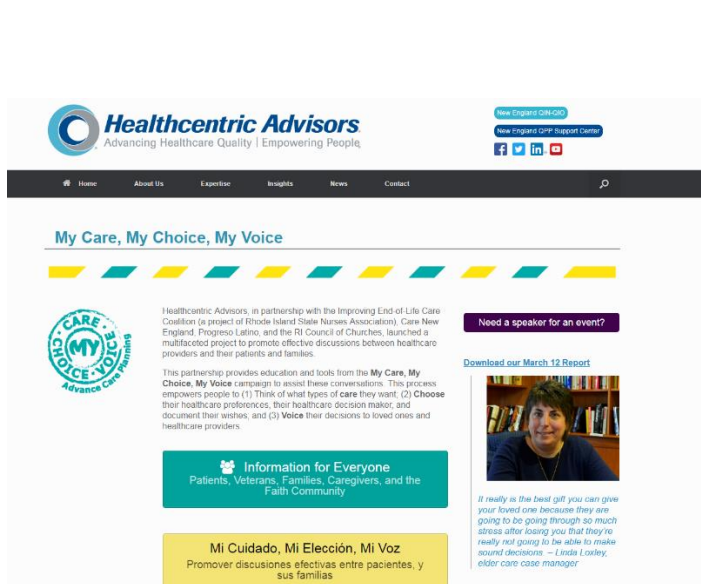 Healthcentric Advisors
Advancing Healthcare Quality | Empowering People
New England QIN-QIO
New England QPP Support Center
Home About Us Expertise Insights News Contact
My Care, My Choice, My Voice
CARE
CHOICE MY VOICE
Advance Care Planning
Healthcentric Advisors, in partnership with the Improving End-of-Life Care
Coalition (a project of Rhode Island State Nurses Association), Care New
England, Progreso Latino, and the RI Council of Churches, launched a
multifaceted project to promote effective discussions between healthcare
providers and their patients and families.
This partnership provides education and tools from the My Care, My
Choice, My Voice campaign to assist these conversations. This process
empowers people to (1) Think of what types of care they want; (2) Choose
their healthcare preferences, their healthcare decision maker, and
document their wishes; and (3) Voice their decisions to loved ones and
healthcare providers.
Information for Everyone
Patients, Veterans, Families, Caregivers, and the
Faith Community
Mi Cuidado, Mi Elección, Mi Voz
Promover discusiones efectivas entre pacientes, y
sus familias
Need a speaker for an event?
Download our March 12 Report
It really is the best gift you can give
your loved one because they are
going to be going through so much
stress after losing you that they're
really not going to be able to make
sound decisions. – Linda Loxley,
elder care case manager